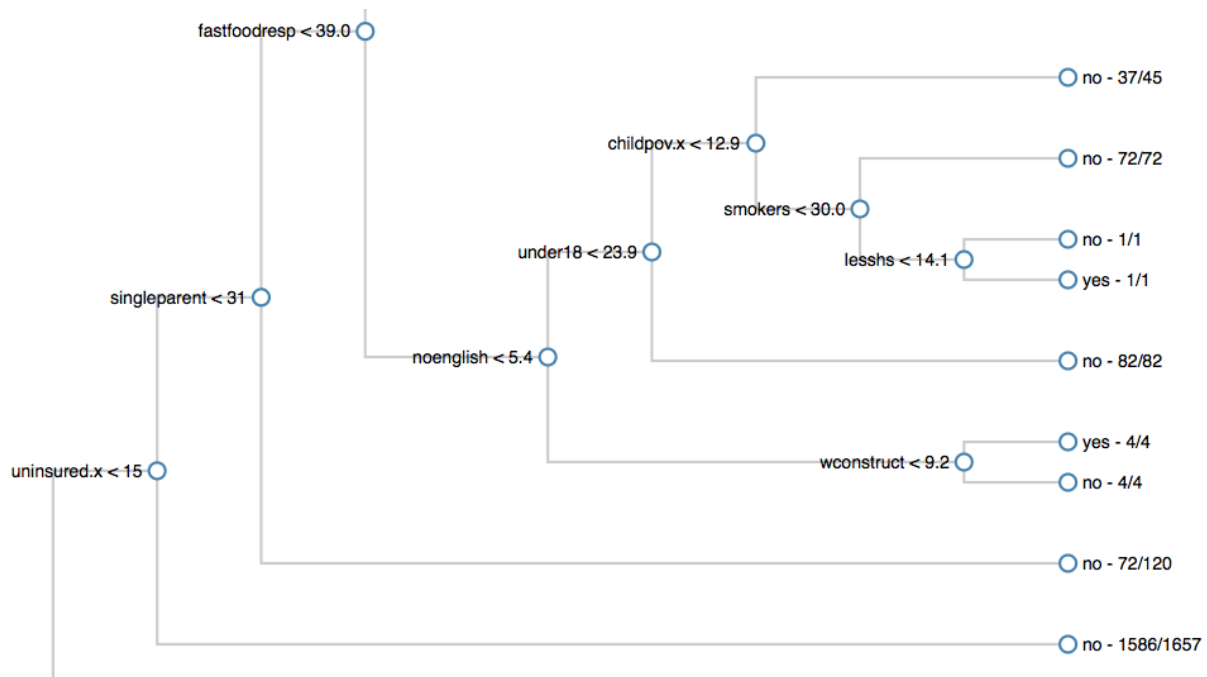 fastfoodresp < 39.0
no - 37/45
childpov.x < 12.9
no - 72/72
smokers < 30.0
no - 1/1
under18 < 23.9
lesshs < 14.1
yes - 1/1
singleparent < 31
noenglish < 5.4
no - 82/82
yes - 4/4
wconstruct < 9.2
uninsured.x < 15
no - 4/4
no - 72/120
no - 1586/1657